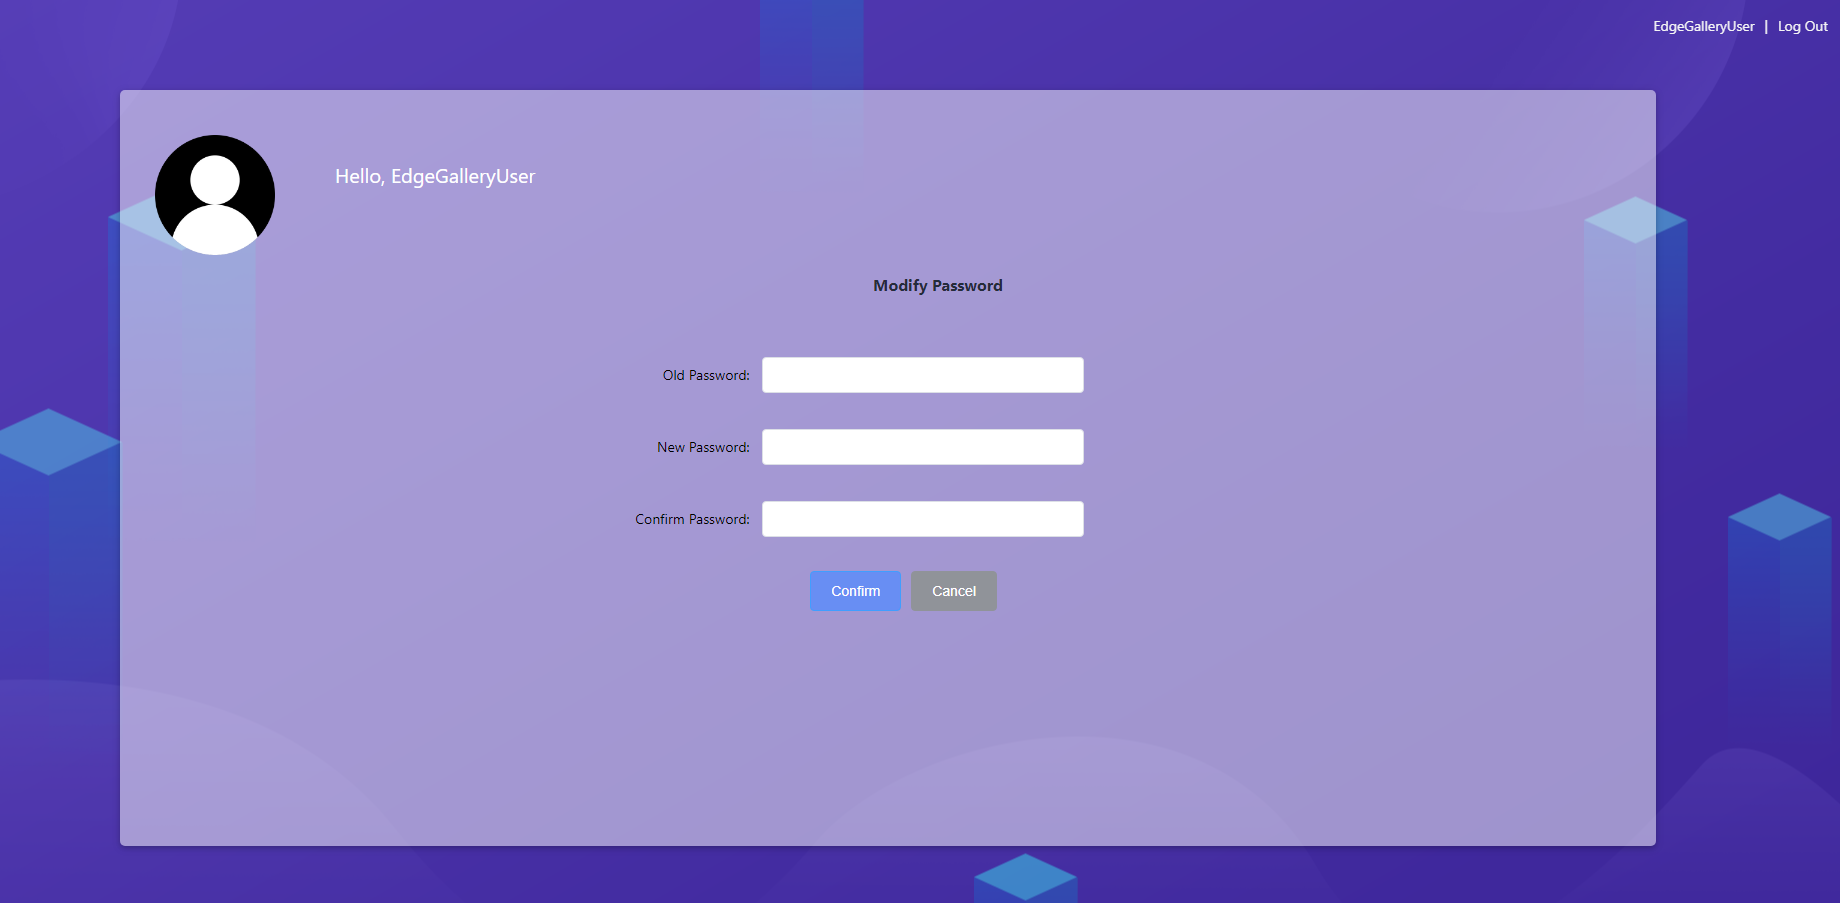 EdgeGalleryUser | Log Out
Hello, EdgeGalleryUser
Modify Password
Old Password:
New Password:
Confirm Password:
Confirm Cancel